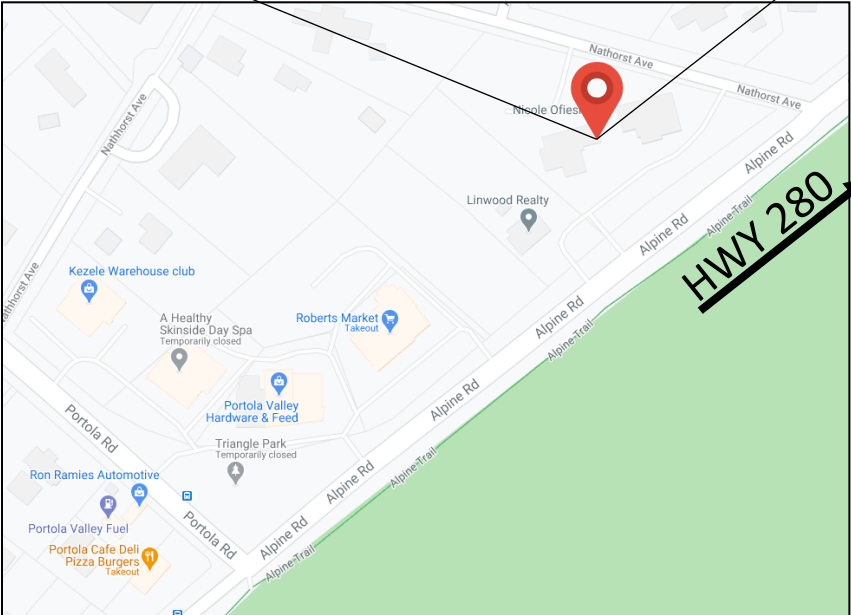 Nathorst Ave
Nathorst Ave
Nathhorst Ave
Nicole Ofiesh
Alpine Rd
Linwood Realty
Alpine-Trail
HWY 280
Alpine Rd
Kezele Warehouse club
Nathhorst Ave
Alpine Rd
A Healthy
Skinside Day Spa
Temporarily closed
Roberts Market
Takeout
Alpine-Trail
Portola Valley
Hardware & Feed
Alpine Rd
Portola Rd
Triangle Park
Temporarily closed
Alpine-Trail
Alpine Rd
Ron Ramies Automotive
Portola Valley Fuel
Portola Rd
Alpine Rd
Portola Cafe Deli
Pizza Burgers
Takeout
Alpine-Trail